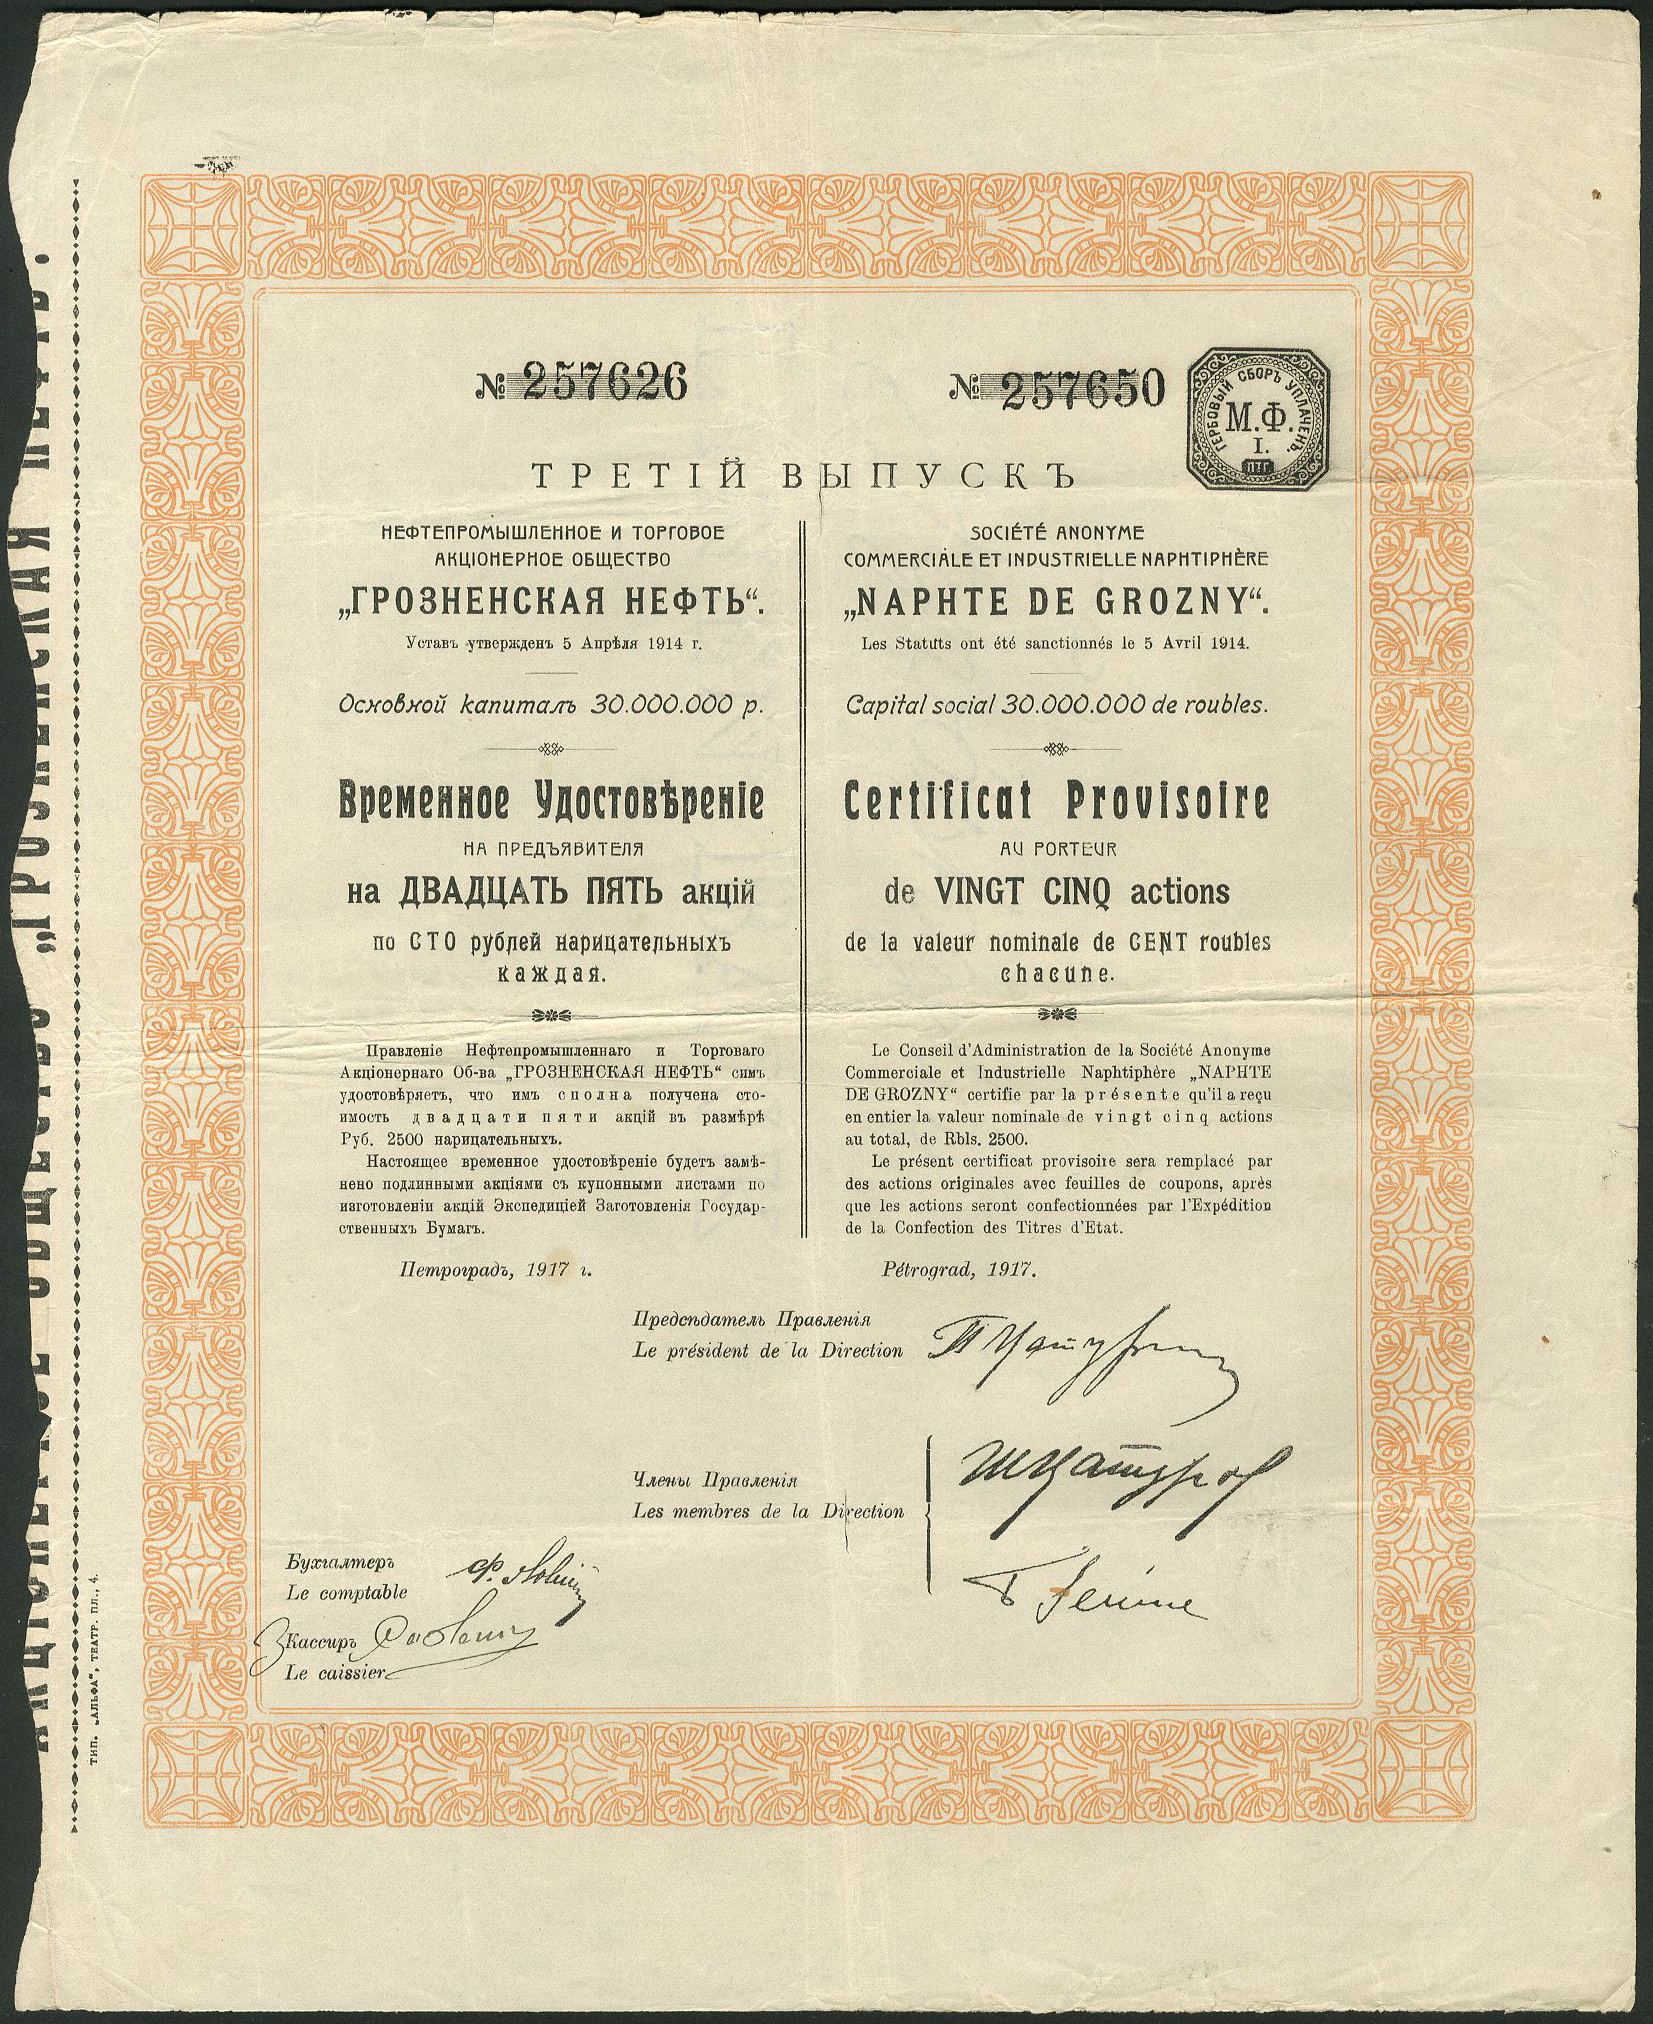 № 257626
№ 257650
ГЕРБОВЫЙ СБОРЪ УПЛАЧЕНЪ.
М.Ф.
I.
ПТГ
ТРЕТІЙ ВЫПУСКЪ
НЕФТЕПРОМЫШЛЕННОЕ И ТОРГОВОЕ
АКЦІОНЕРНОЕ ОБЩЕСТВО
„ГРОЗНЕНСКАЯ НЕФТЬ“.
Уставъ утвержденъ 5 Апрѣля 1914 г.
Основной капиталъ 30.000.000 р.
Временное Удостовѣреніе
НА ПРЕДЪЯВИТЕЛЯ
на ДВАДЦАТЬ ПЯТЬ акцій
по СТО рублей нарицательныхъ
каждая.
Правленіе Нефтепромышленнаго и Торговаго
Акціонернаго Об-ва „ГРОЗНЕНСКАЯ НЕФТЬ“ симъ
удостовѣряетъ, что имъ сполна получена сто-
имость двадцати пяти акцій въ размѣрѣ
Руб. 2500 нарицательныхъ.
Настоящее временное удостовѣреніе будетъ замѣ-
нено подлинными акціями съ купонными листами по
изготовленіи акцій Экспедиціей Заготовленія Государ-
ственныхъ Бумагъ.
Петроградъ, 1917 г.
SOCIÉTÉ ANONYME
COMMERCIALE ET INDUSTRIELLE NAPHTIPHÈRE
„NAPHTE DE GROZNY“.
Les Statuts ont été sanctionnés le 5 Avril 1914.
Capital social 30.000.000 de roubles.
Certificat Provisoire
AU PORTEUR
de VINGT CINQ actions
de la valeur nominale de CENT roubles
chacune.
Le Conseil d'Administration de la Société Anonyme
Commerciale et Industrielle Naphtiphère „NAPHTE
DE GROZNY“ certifie par la présente qu'il a reçu
en entier la valeur nominale de vingt cinq actions
au total, de Rbls. 2500.
Le présent certificat provisoire sera remplacé par
des actions originales avec feuilles de coupons, après
que les actions seront confectionnées par l'Expédition
de la Confection des Titres d'Etat.
Pétrograd, 1917.
Предсѣдатель Правленія
Le président de la Direction
Члены Правленія
Les membres de la Direction
Бухгалтеръ
Le comptable
Кассиръ
Le caissier
ТИП. „АЛЬФА“, ТЕАТР. ПЛ., 4.
АКЦІОНЕРНОЕ ОБЩЕСТВО „ГРОЗНЕНСКАЯ НЕФТЬ“.